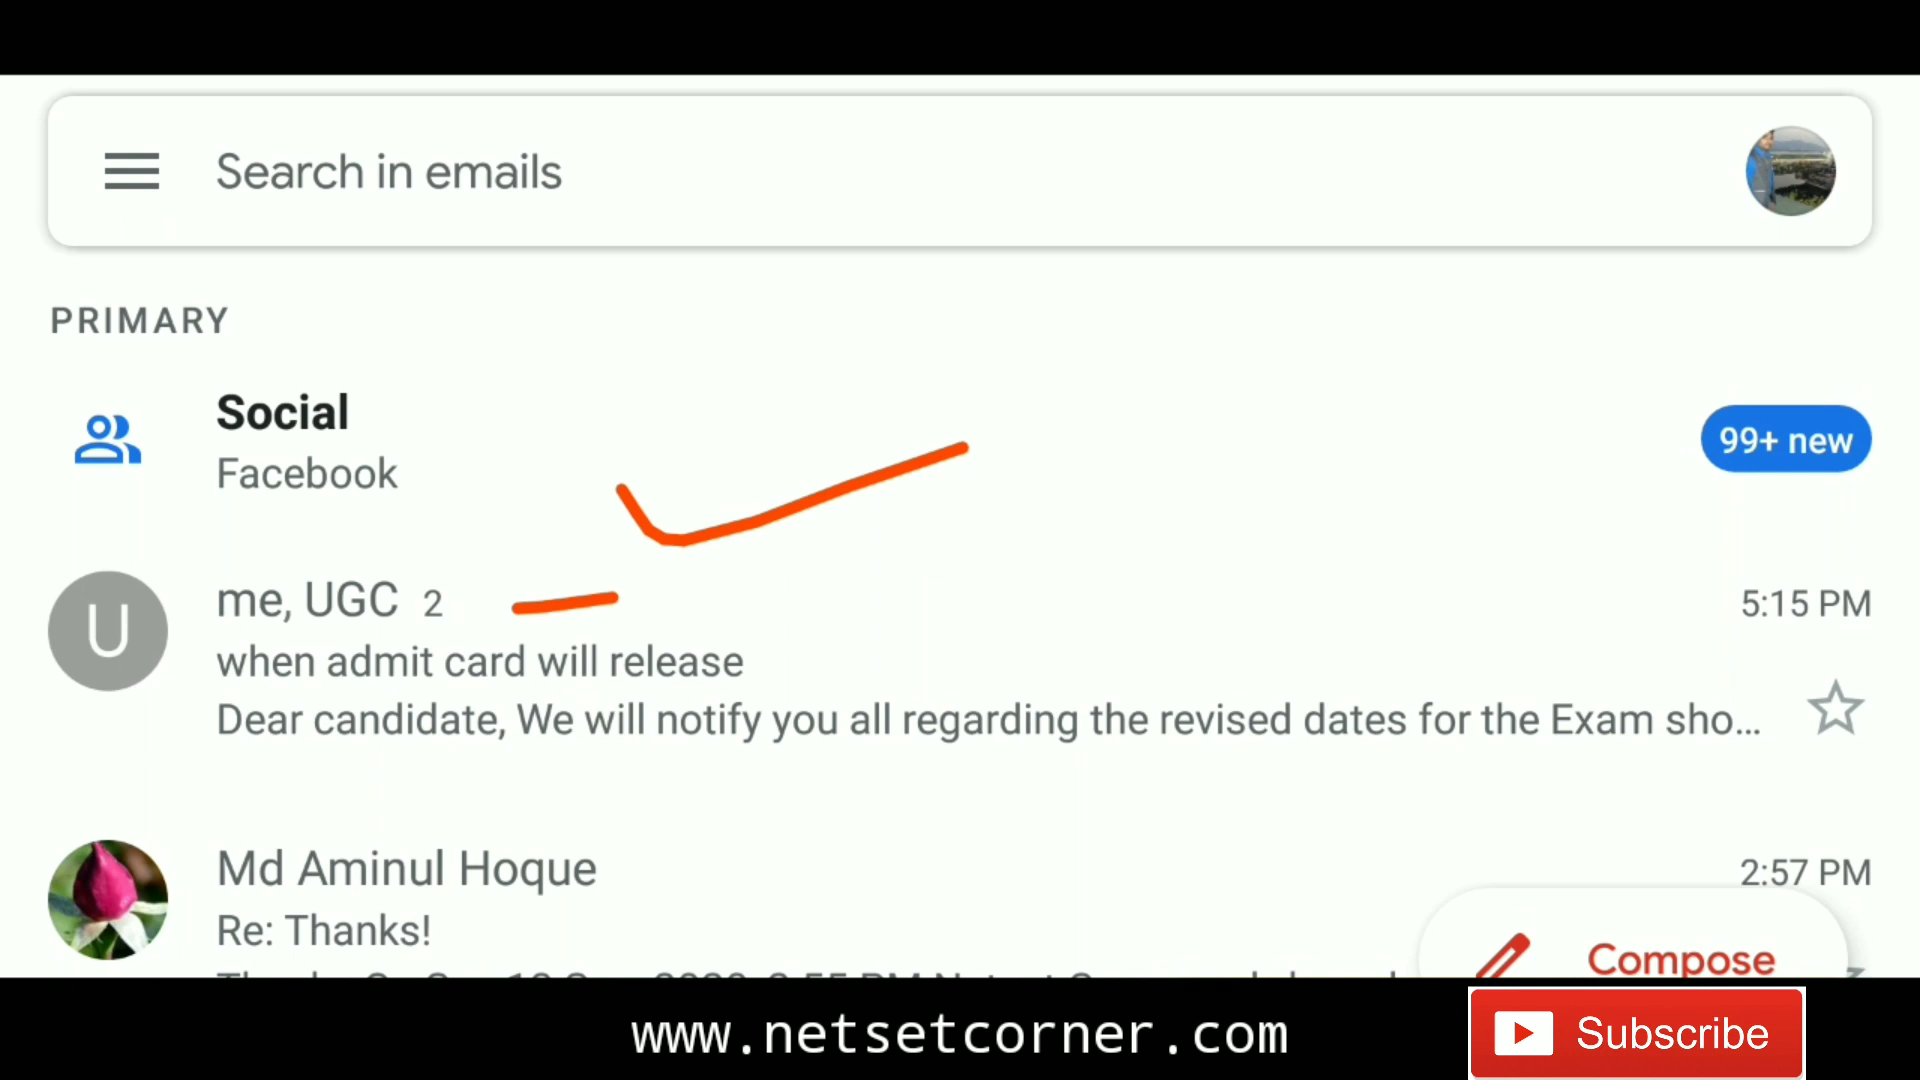 Search in emails
PRIMARY
Social
Facebook
99+ new
me, UGC 2
5:15 PM
U
when admit card will release
Dear candidate, We will notify you all regarding the revised dates for the Exam sho...
Md Aminul Hoque
2:57 PM
Re: Thanks!
Compose
www.netsetcorner.com
Subscribe